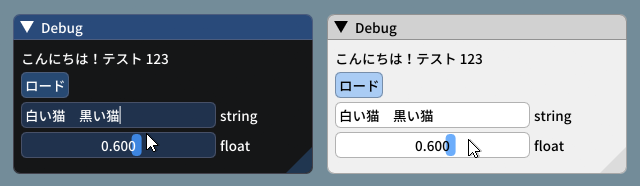 Debug
こんにちは！テスト 123
ロード
白い猫　黒い猫 string
0.600 float
Debug
こんにちは！テスト 123
ロード
白い猫　黒い猫 string
0.600 float